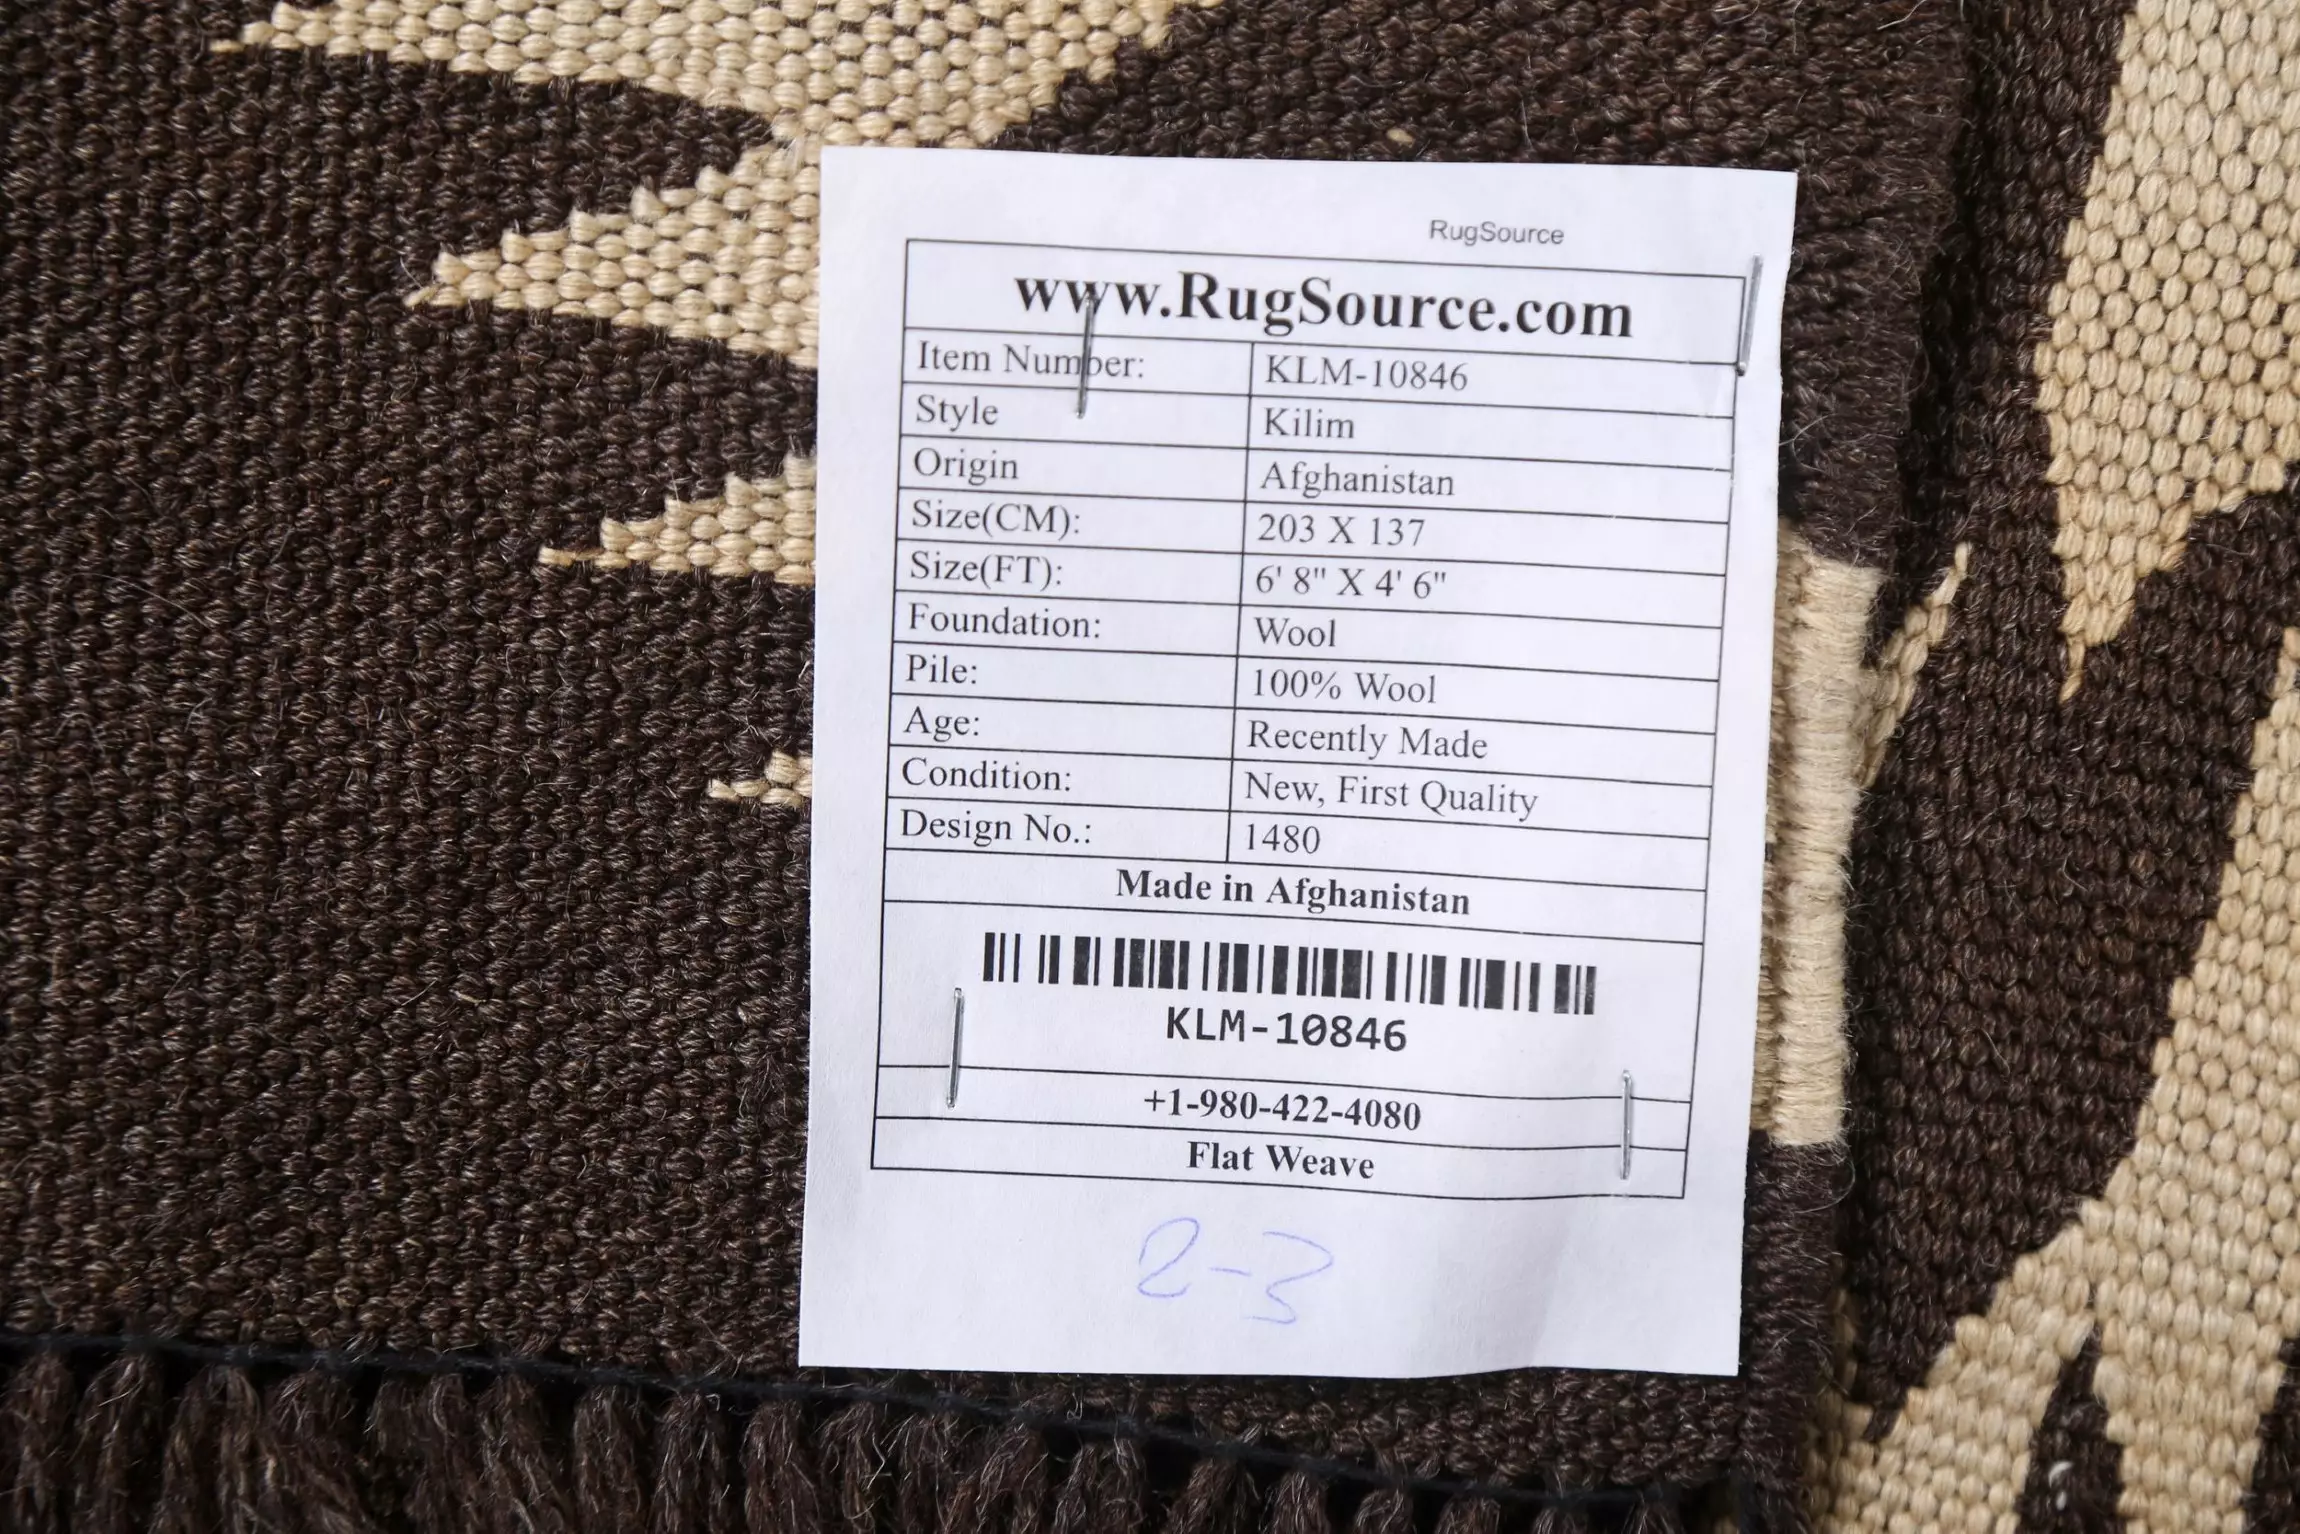 RugSource
www.RugSource.com
Item Number: KLM-10846
Style Kilim
Origin Afghanistan
Size(CM): 203 X 137
Size(FT): 6' 8" X 4' 6"
Foundation: Wool
Pile: 100% Wool
Age: Recently Made
Condition: New, First Quality
Design No.: 1480
Made in Afghanistan
KLM-10846
+1-980-422-4080
Flat Weave
2-3